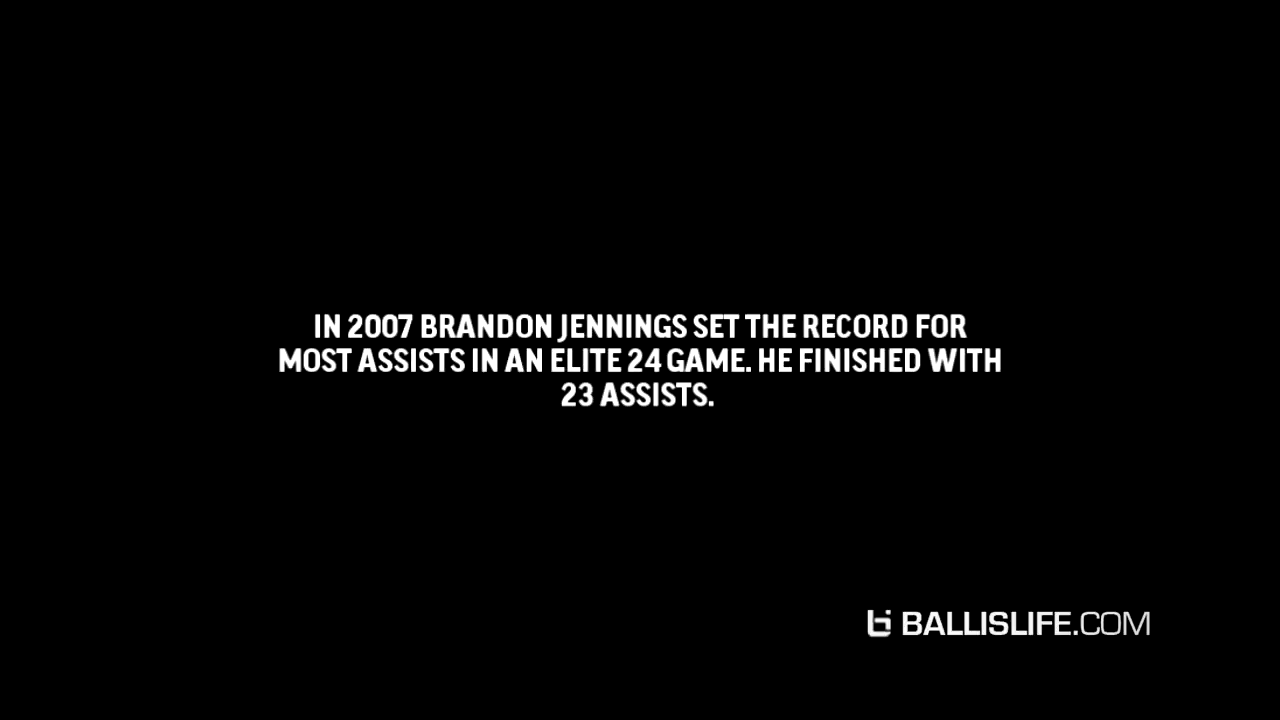 IN 2007 BRANDON JENNINGS SET THE RECORD FOR
MOST ASSISTS IN AN ELITE 24 GAME. HE FINISHED WITH
23 ASSISTS.
BALLISLIFE.COM